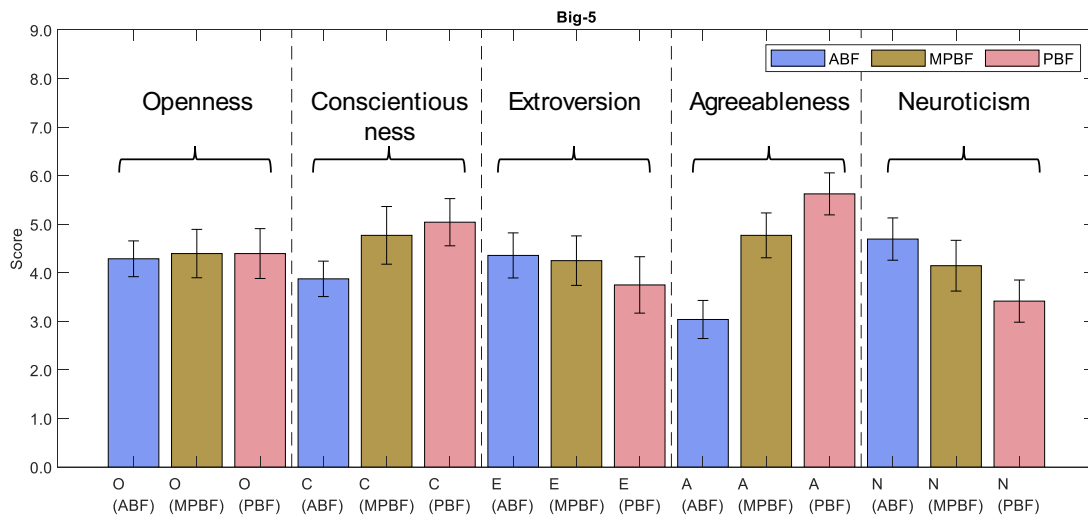 Big-5
9.0
8.0
7.0
6.0
5.0
4.0
3.0
2.0
1.0
0.0
Score
ABF MPBF PBF
Openness
Conscientious
ness
Extroversion
Agreeableness
Neuroticism
O O O C C C E E E A A A N N N
(ABF) (MPBF) (PBF) (ABF) (MPBF) (PBF) (ABF) (MPBF) (PBF) (ABF) (MPBF) (PBF) (ABF) (MPBF) (PBF)